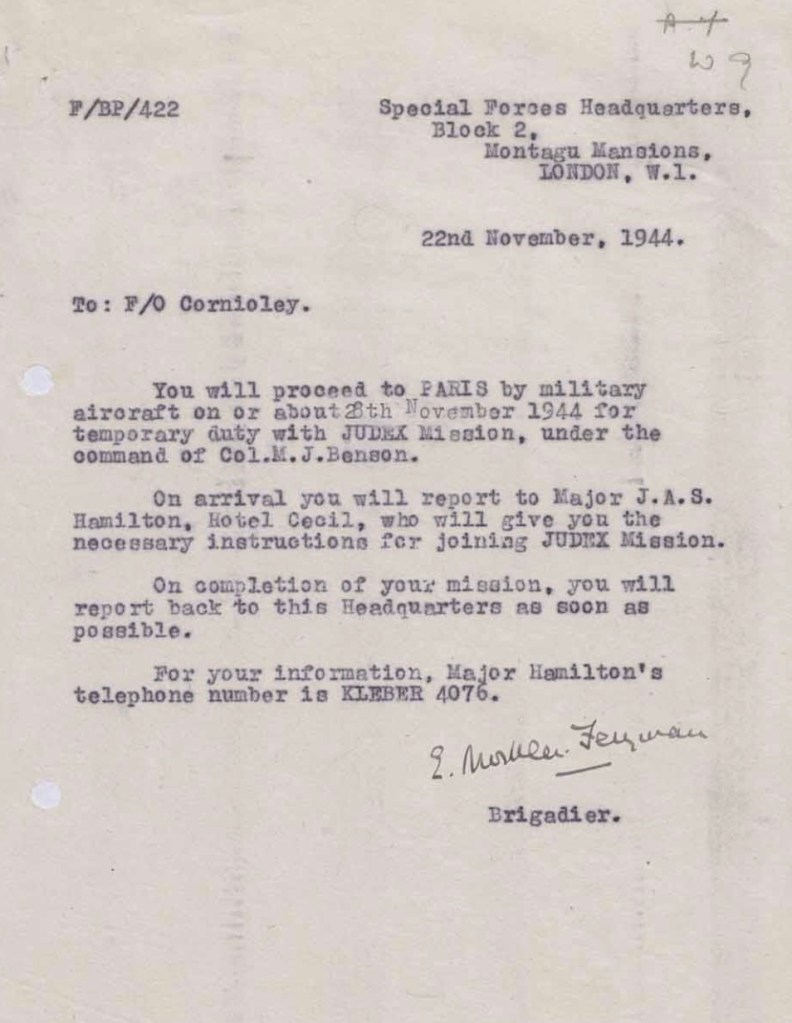 F/BP/422
Special Forces Headquarters,
Block 2,
Montagu Mansions,
LONDON, W.1.
22nd November, 1944.
To: F/O Cornioley.
You will proceed to PARIS by military
aircraft on or about 28th November 1944 for
temporary duty with JUDEX Mission, under the
command of Col.M.J.Benson.
On arrival you will report to Major J.A.S.
Hamilton, Hotel Cecil, who will give you the
necessary instructions for joining JUDEX Mission.
On completion of your mission, you will
report back to this Headquarters as soon as
possible.
For your information, Major Hamilton's
telephone number is KLEBER 4076.
E.
Brigadier.